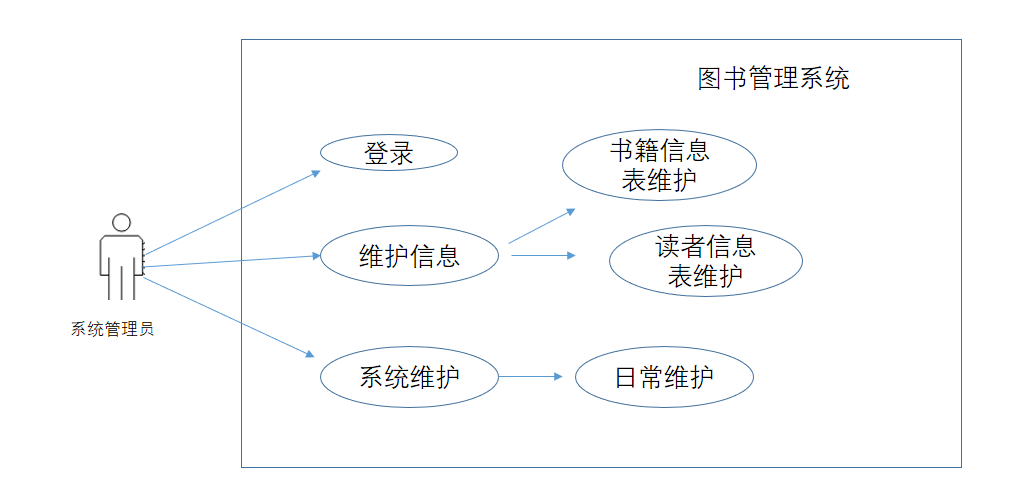 图书管理系统
登录
书籍信息
表维护
维护信息
读者信息
表维护
系统管理员
系统维护
日常维护